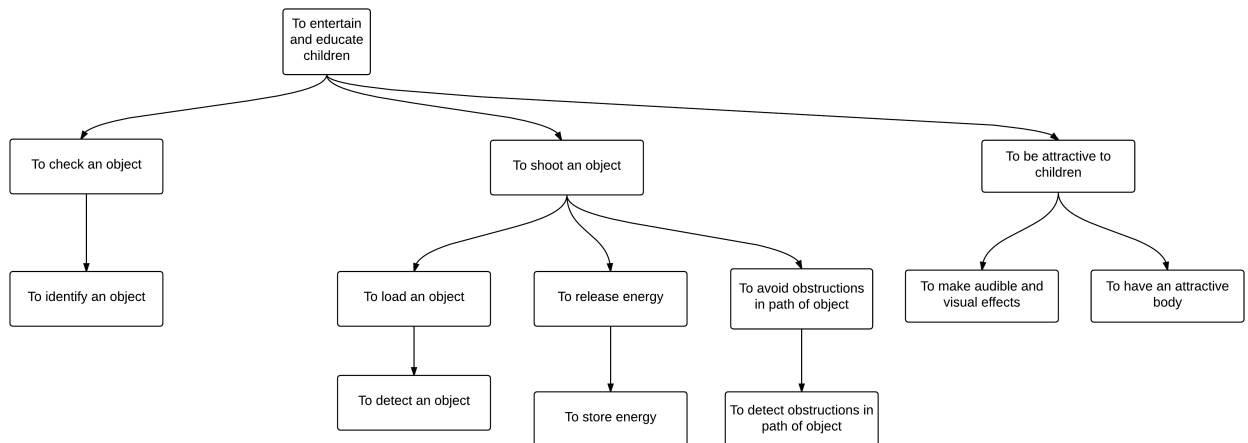 To entertain
and educate
children
To check an object
To shoot an object
To be attractive to
children
To identify an object
To load an object
To release energy
To avoid obstructions
in path of object
To make audible and
visual effects
To have an attractive
body
To detect an object
To store energy
To detect obstructions in
path of object